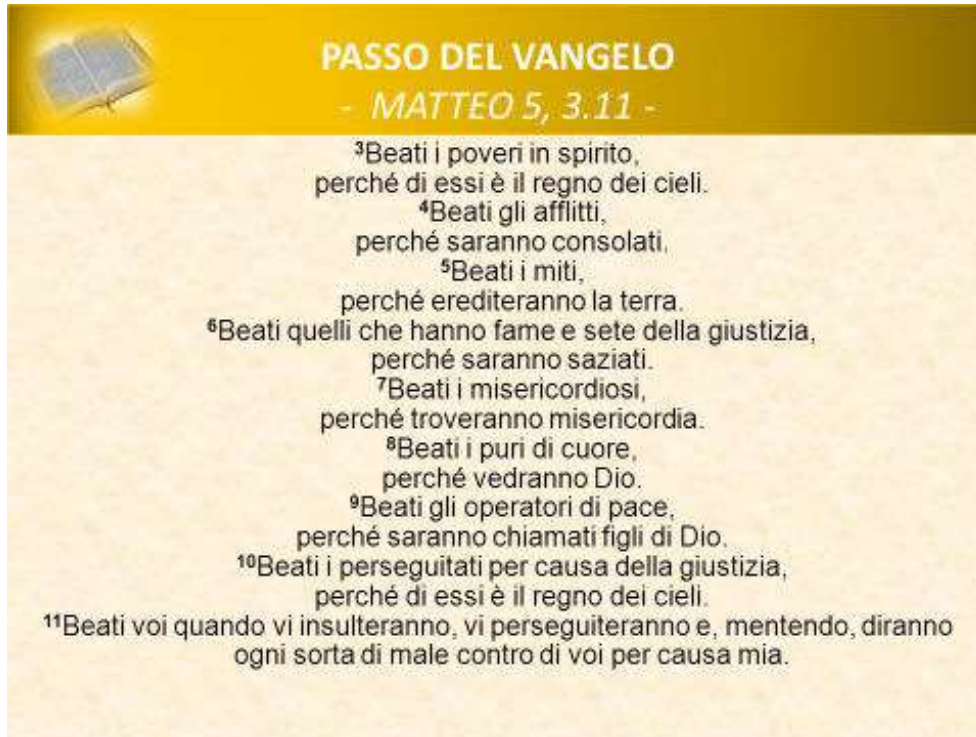 PASSO DEL VANGELO
- MATTEO 5, 3.11 -
³Beati i poveri in spirito,
perché di essi è il regno dei cieli.
⁴Beati gli afflitti,
perché saranno consolati.
⁵Beati i miti,
perché erediteranno la terra.
⁶Beati quelli che hanno fame e sete della giustizia,
perché saranno saziati.
⁷Beati i misericordiosi,
perché troveranno misericordia.
⁸Beati i puri di cuore,
perché vedranno Dio.
⁹Beati gli operatori di pace,
perché saranno chiamati figli di Dio.
¹⁰Beati i perseguitati per causa della giustizia,
perché di essi è il regno dei cieli.
¹¹Beati voi quando vi insulteranno, vi perseguiteranno e, mentendo, diranno
ogni sorta di male contro di voi per causa mia.